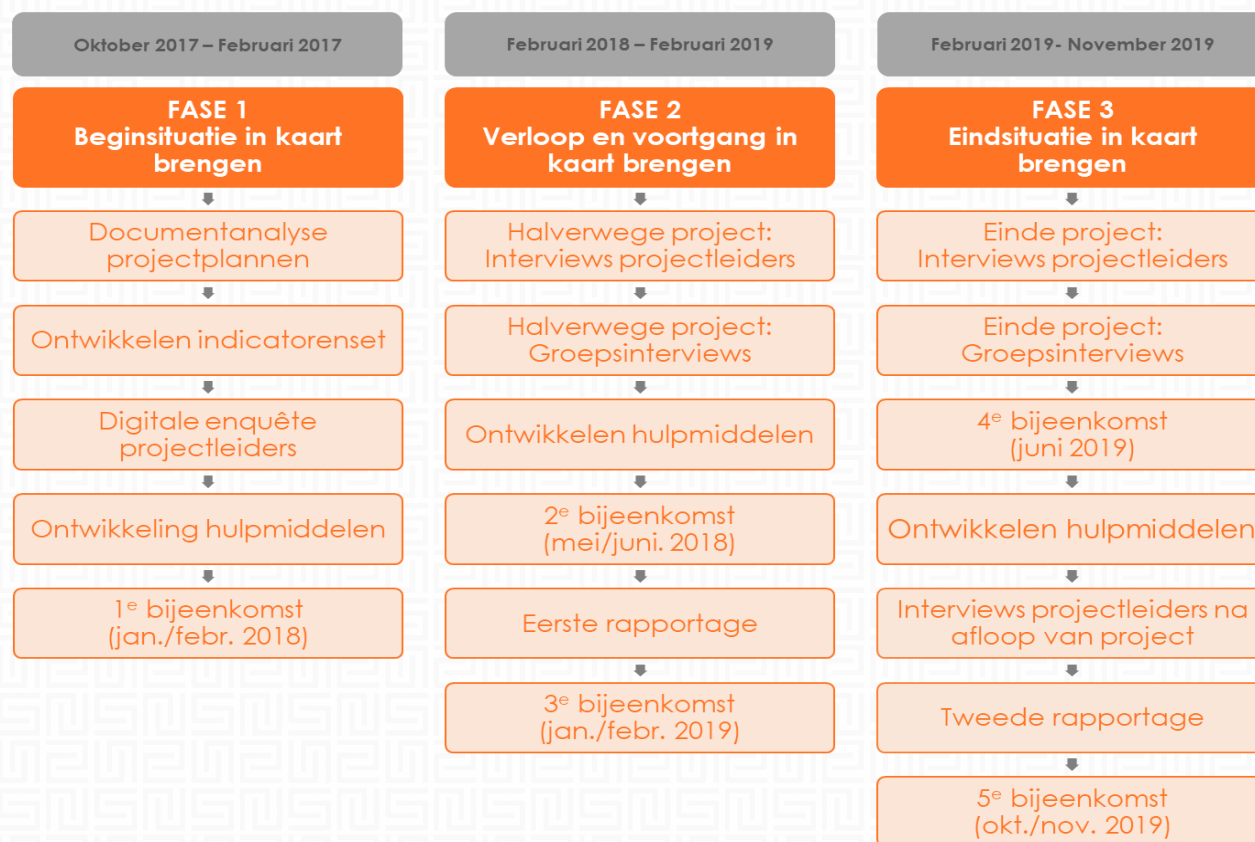 Oktober 2017 – Februari 2017
FASE 1
Beginsituatie in kaart
brengen
Documentanalyse
projectplannen
Ontwikkelen indicatorenset
Digitale enquête
projectleiders
Ontwikkeling hulpmiddelen
1e bijeenkomst
(jan./febr. 2018)
Februari 2018 – Februari 2019
FASE 2
Verloop en voortgang in
kaart brengen
Halverwege project:
Interviews projectleiders
Halverwege project:
Groepsinterviews
Ontwikkelen hulpmiddelen
2e bijeenkomst
(mei/juni. 2018)
Eerste rapportage
3e bijeenkomst
(jan./febr. 2019)
Februari 2019- November 2019
FASE 3
Eindsituatie in kaart
brengen
Einde project:
Interviews projectleiders
Einde project:
Groepsinterviews
4e bijeenkomst
(juni 2019)
Ontwikkelen hulpmiddelen
Interviews projectleiders na
afloop van project
Tweede rapportage
5e bijeenkomst
(okt./nov. 2019)